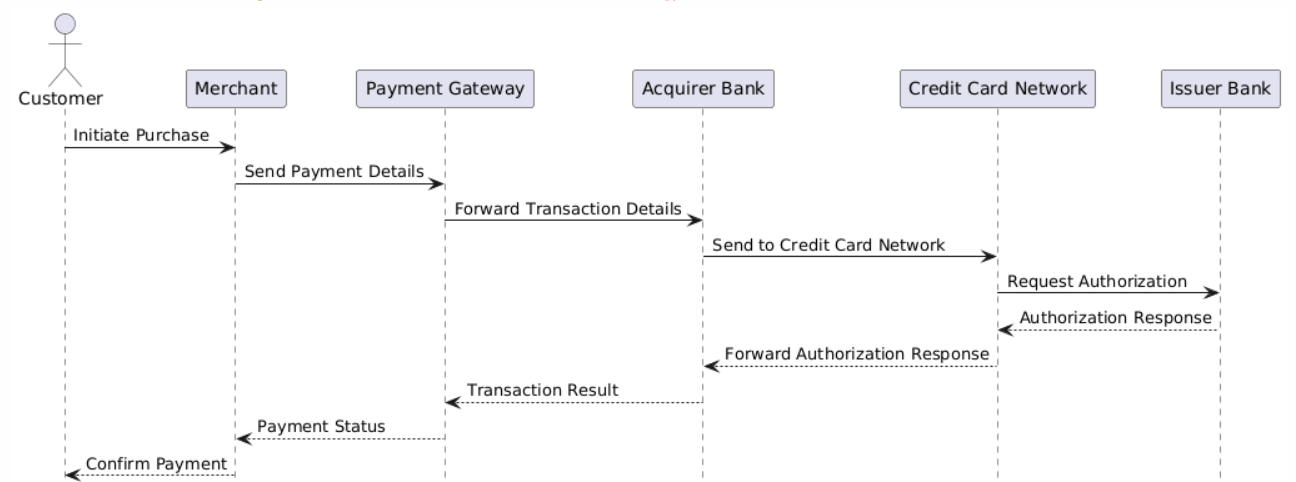 Customer
Merchant
Payment Gateway
Acquirer Bank
Credit Card Network
Issuer Bank
Initiate Purchase
Send Payment Details
Forward Transaction Details
Send to Credit Card Network
Request Authorization
Authorization Response
Forward Authorization Response
Transaction Result
Payment Status
Confirm Payment